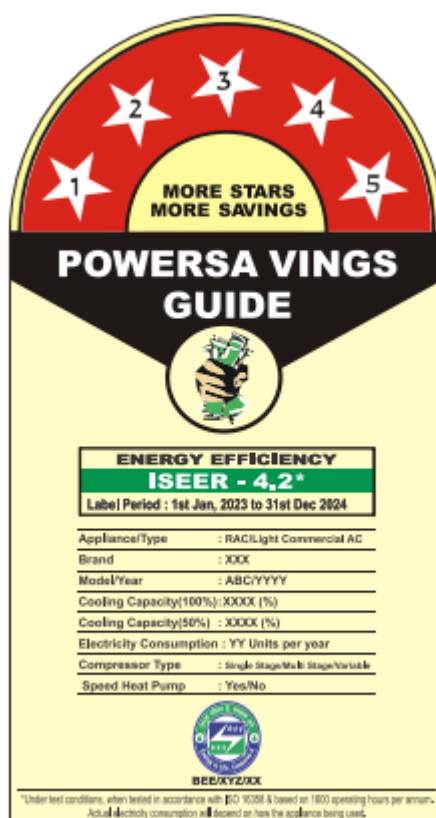 1 2 3 4 5
MORE STARS
MORE SAVINGS
POWERSA VINGS
GUIDE
ENERGY EFFICIENCY
ISEER - 4.2*
Label Period : 1st Jan, 2023 to 31st Dec 2024
Appliance/Type : RAC/Light Commercial AC
Brand : XXX
Model/Year : ABC/YYYY
Cooling Capacity(100%): XXXX (%)
Cooling Capacity(50%) : XXXX (%)
Electricity Consumption : YY Units per year
Compressor Type : Single Stage/Multi Stage/Variable
Speed Heat Pump : Yes/No
BEE/XYZ/XX
*Under test conditions, when tested in accordance with ISO 16358 & based on 1600 operating hours per annum.
Actual electricity consumption will depend on how the appliance being used.